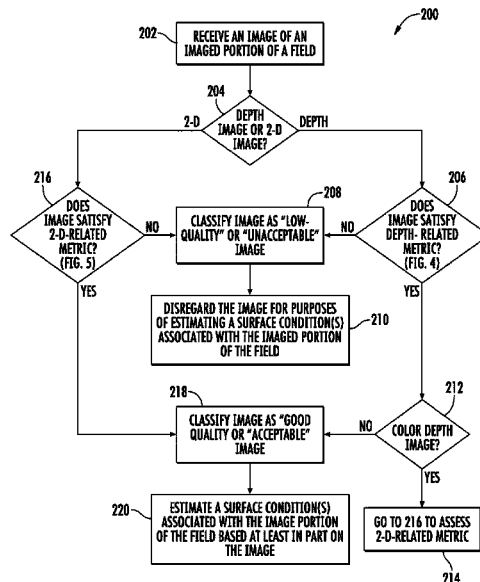 200
202
RECEIVE AN IMAGE OF AN
IMAGED PORTION OF A FIELD
204
2-D
DEPTH
IMAGE OR 2-D
IMAGE?
DEPTH
216
DOES
IMAGE SATISFY
2-D-RELATED
METRIC?
(FIG. 5)
NO
YES
208
CLASSIFY IMAGE AS "LOW-
QUALITY" OR "UNACCEPTABLE"
IMAGE
206
DOES
IMAGE SATISFY
DEPTH- RELATED
METRIC?
(FIG. 4)
NO
YES
DISREGARD THE IMAGE FOR PURPOSES
OF ESTIMATING A SURFACE CONDITION(S)
ASSOCIATED WITH THE IMAGED PORTION
OF THE FIELD
210
218
CLASSIFY IMAGE AS "GOOD
QUALITY OR "ACCEPTABLE"
IMAGE
212
NO
COLOR DEPTH
IMAGE?
YES
220
ESTIMATE A SURFACE CONDITION(S)
ASSOCIATED WITH THE IMAGE PORTION
OF THE FIELD BASED AT LEAST IN PART ON
THE IMAGE
GO TO 216 TO ASSESS
2-D-RELATED METRIC
214